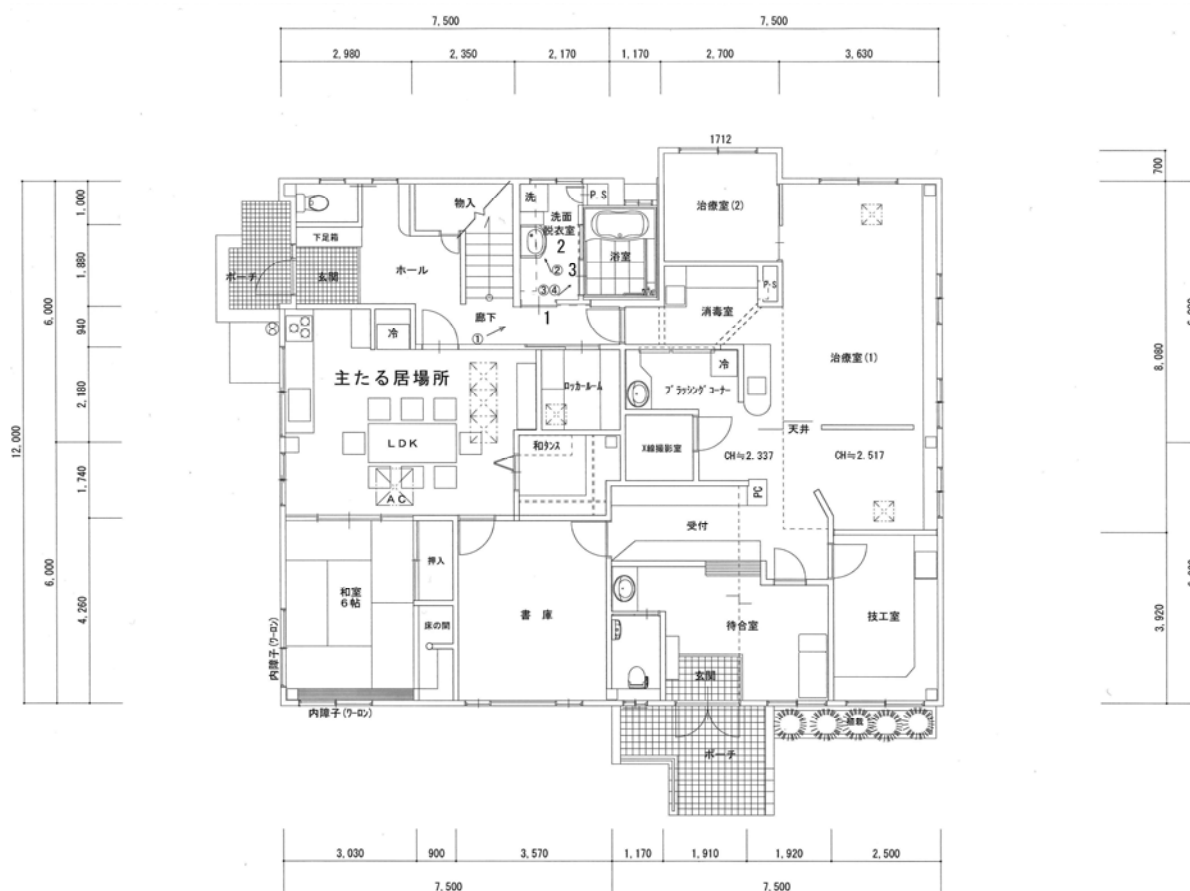 7,500
7,500
2,980
2,350
2,170
1,170
2,700
3,630
1712
700
1,000
物入
洗
P.S
洗面
脱衣室
治療室(2)
下足箱
2
浴室
②
3
ポーチ
玄関
ホール
③④
P.S
1,880
6,000
消毒室
廊下
1
①
940
冷
治療室(1)
8,080
主たる居場所
ロッカールーム
ブラッシングコーナー
冷
2,180
12,000
天井
LDK
和タンス
X線撮影室
CH≒2.337
CH≒2.517
1,740
AC
PC
受付
押入
和室
6帖
6,000
4,260
書庫
床の間
待合室
技工室
3,920
玄関
内障子(ワーロン)
内障子(ワーロン)
植栽
ポーチ
3,030
900
3,570
1,170
1,910
1,920
2,500
7,500
7,500